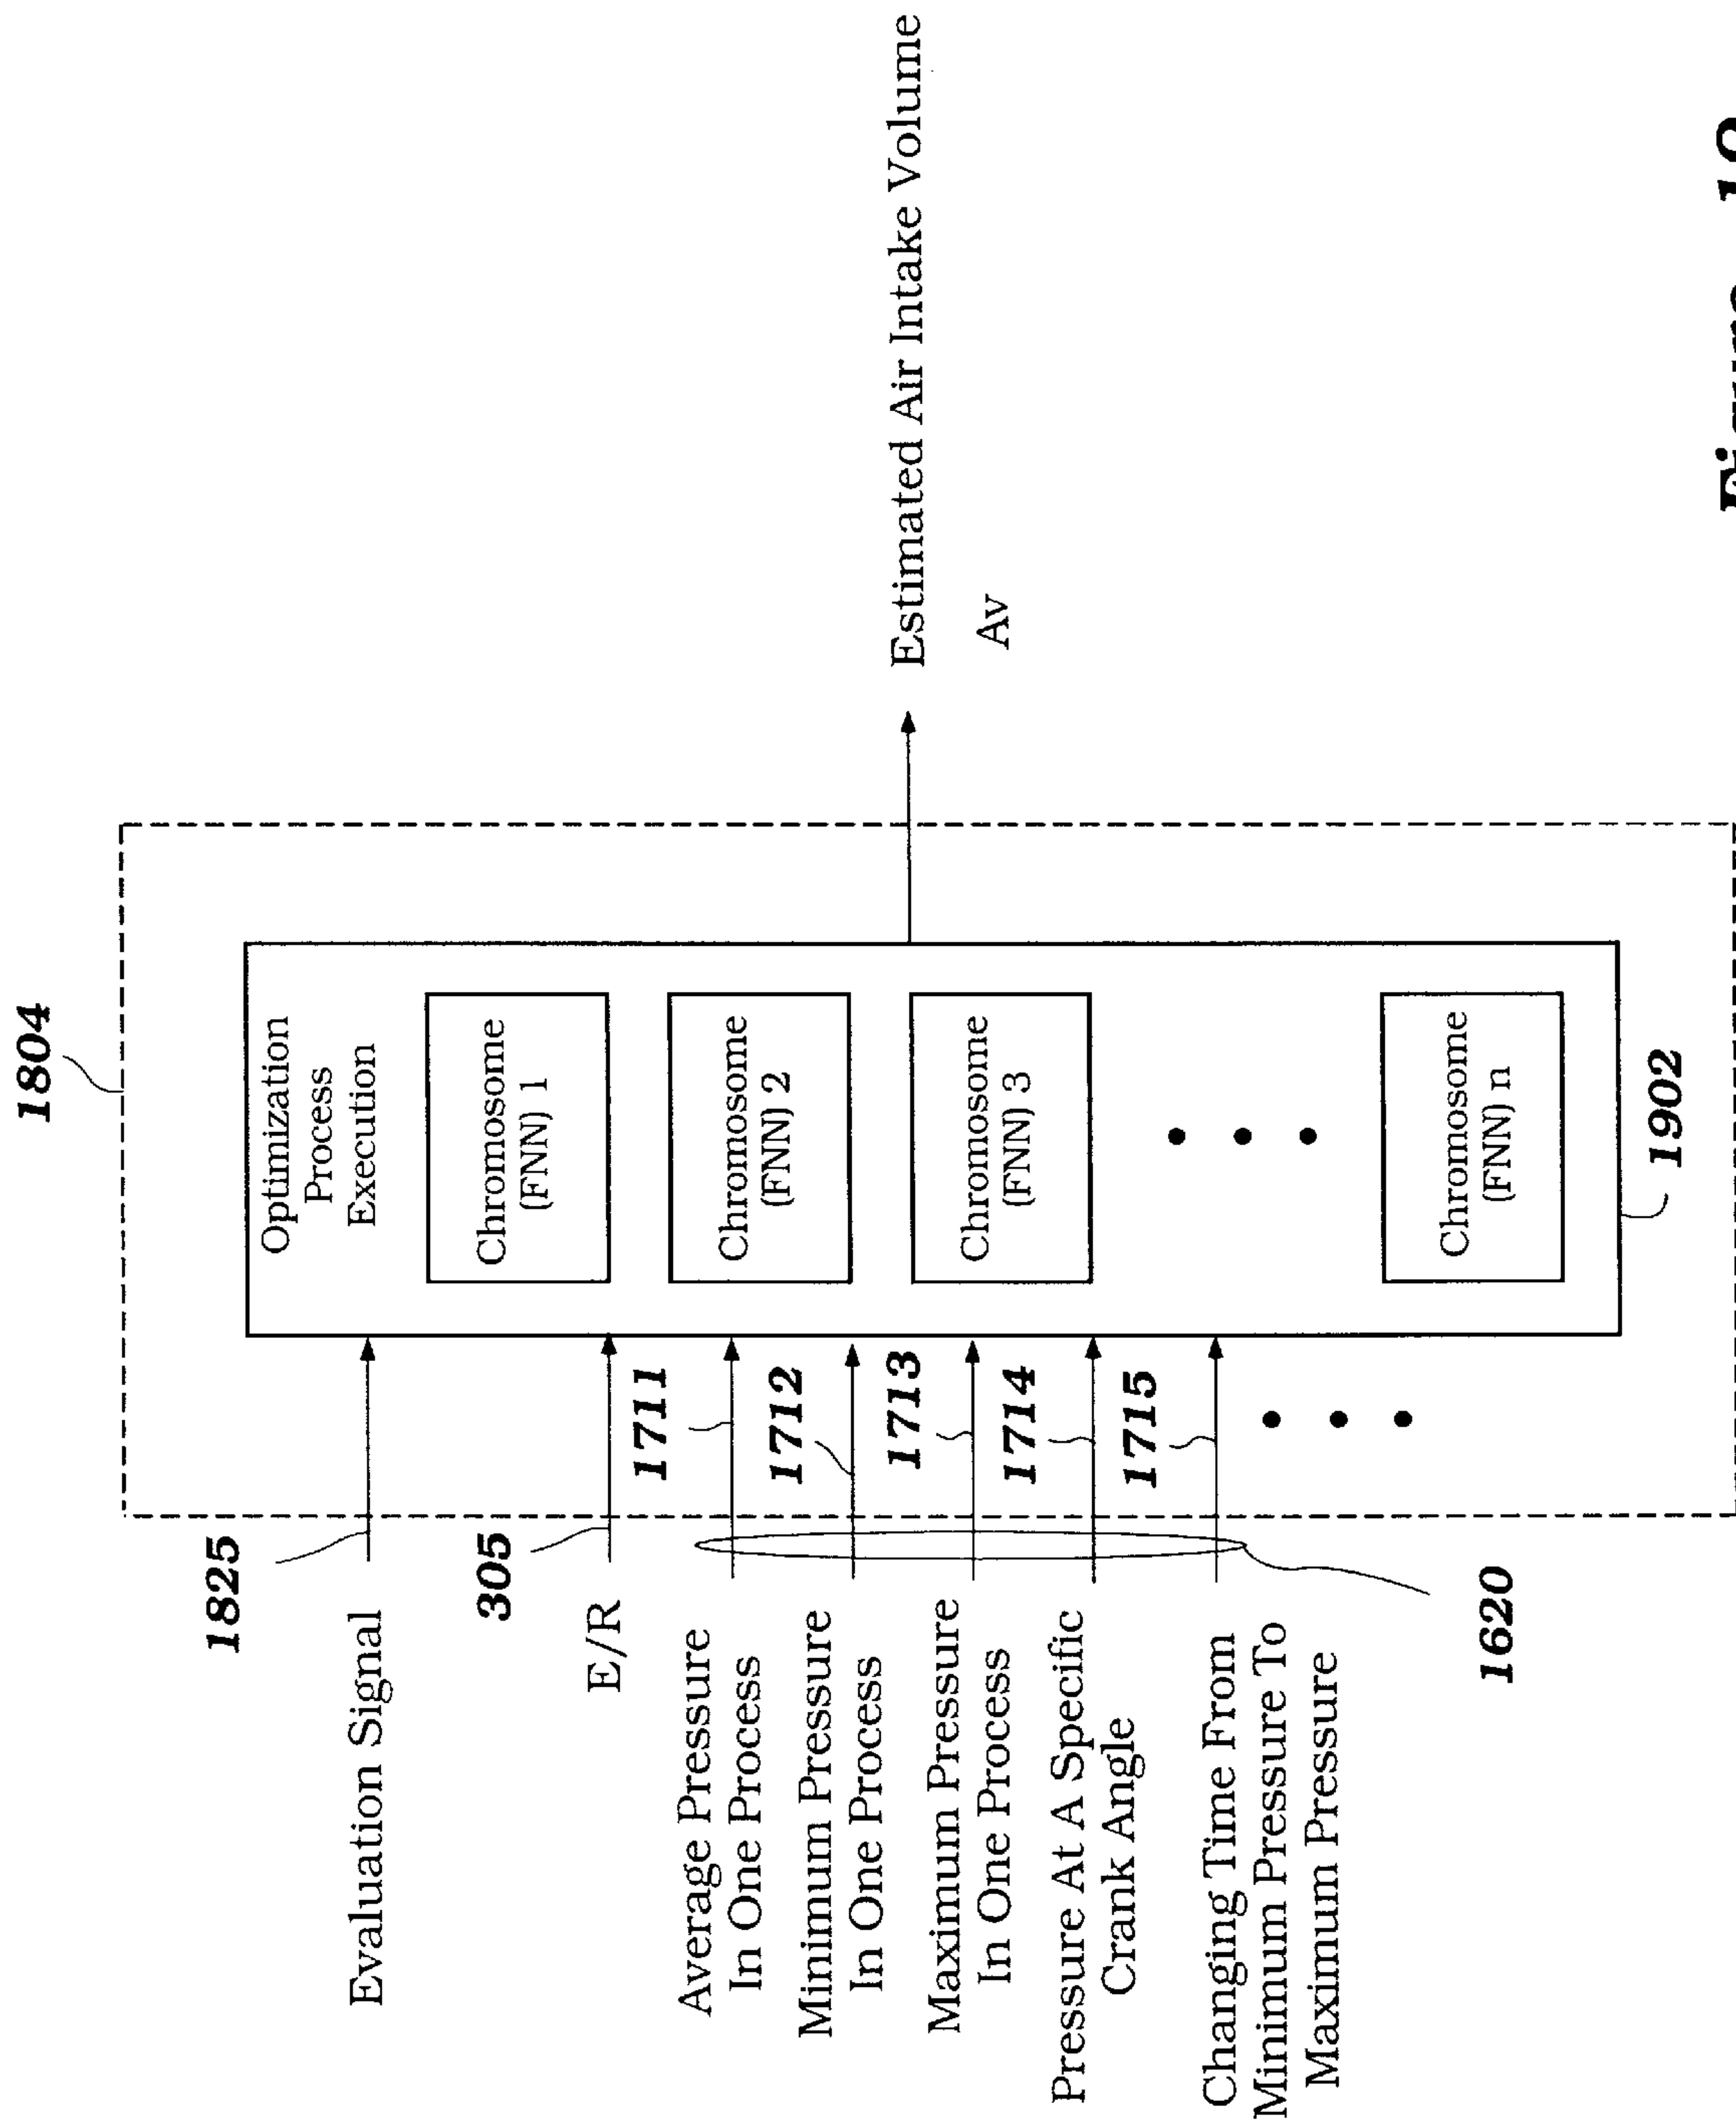 1804
Optimization
Process
Execution
Chromosome
(FNN) 1
Chromosome
(FNN) 2
Chromosome
(FNN) 3
Chromosome
(FNN) n
1902
1825
Evaluation Signal
305
E/R
1711
Average Pressure
In One Process
1712
Minimum Pressure
In One Process
1713
Maximum Pressure
In One Process
1714
Pressure At A Specific
Crank Angle
1715
Changing Time From
Minimum Pressure To
Maximum Pressure
1620
Estimated Air Intake Volume
Av
Figure